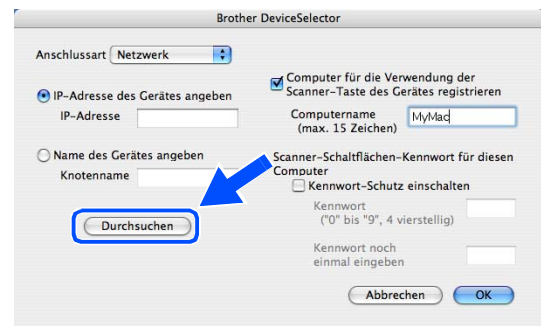 Brother DeviceSelector
Anschlussart Netzwerk
IP-Adresse des Gerätes angeben
IP-Adresse
Name des Gerätes angeben
Knotenname
Durchsuchen
Computer für die Verwendung der
Scanner-Taste des Gerätes registrieren
Computername
(max. 15 Zeichen)
MyMac
Scanner-Schaltflächen-Kennwort für diesen
Computer
Kennwort-Schutz einschalten
Kennwort
("0" bis "9", 4 vierstellig)
Kennwort noch
einmal eingeben
Abbrechen
OK